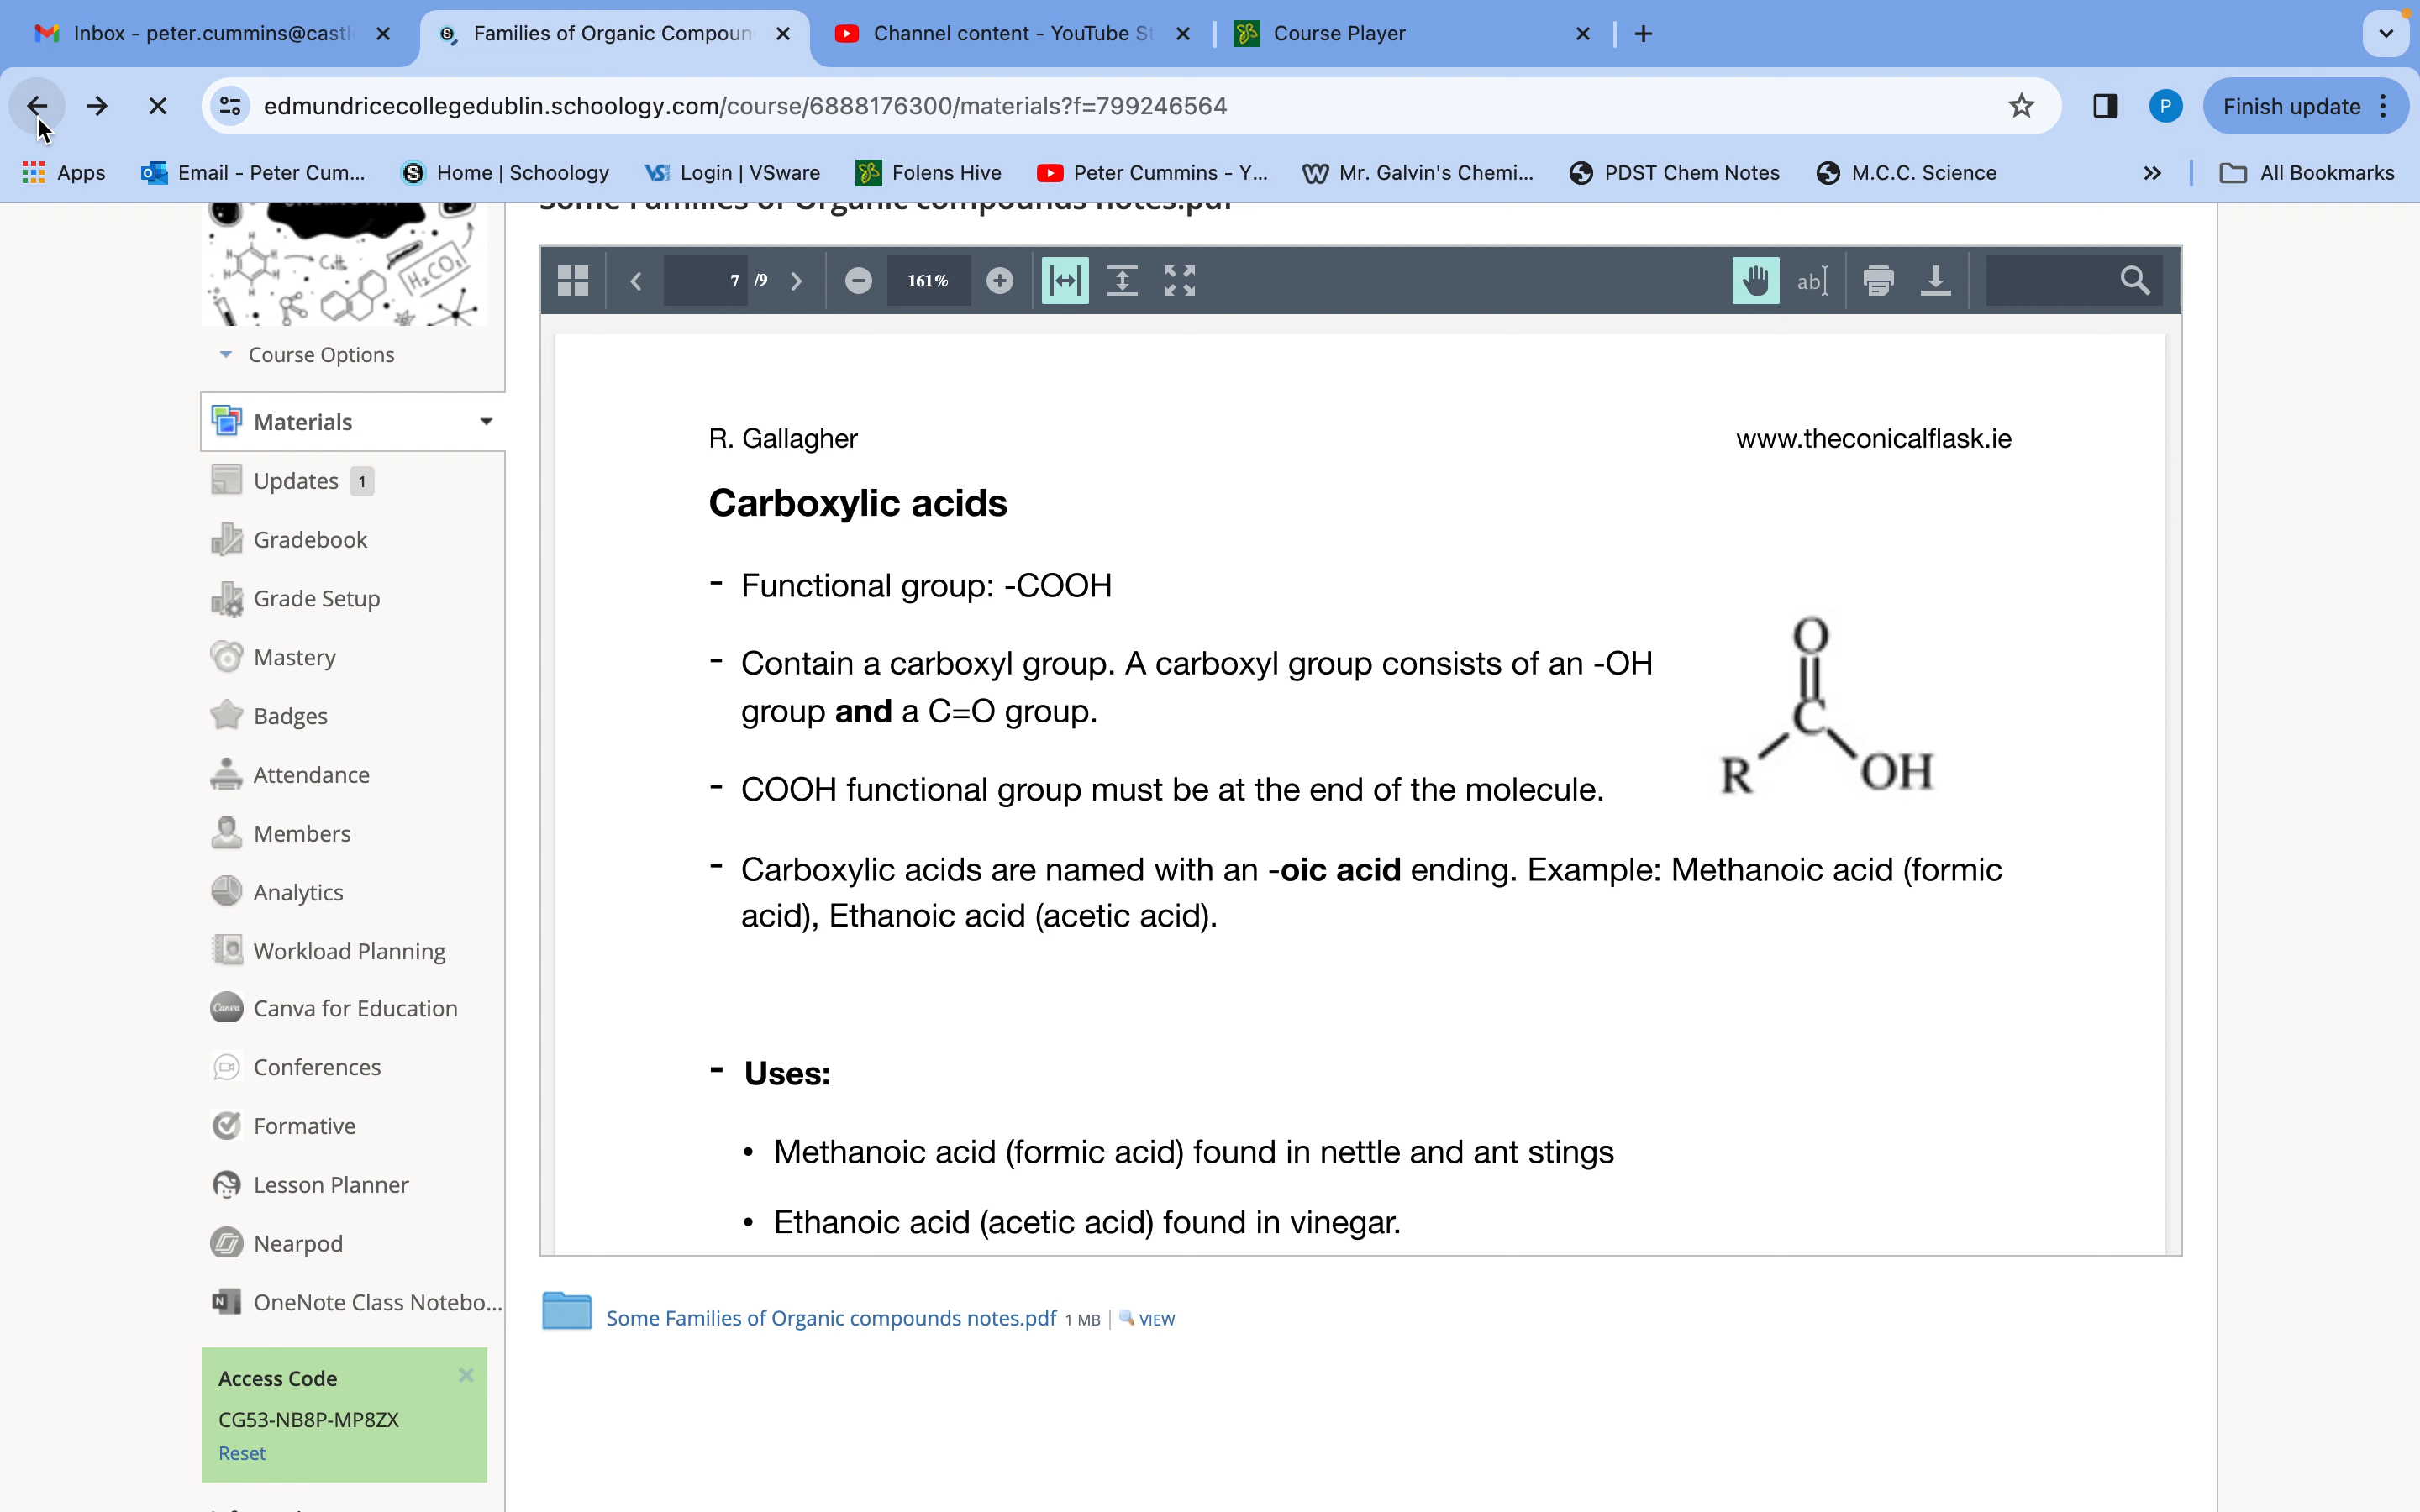 Inbox - peter.cummins@castl
Families of Organic Compoun
Channel content - YouTube St
Course Player
edmundricecollegedublin.schoology.com/course/6888176300/materials?f=799246564
P
Finish update
Apps
Email - Peter Cum...
Home | Schoology
Login | VSware
Folens Hive
Peter Cummins - Y...
Mr. Galvin's Chemi...
PDST Chem Notes
M.C.C. Science
All Bookmarks
Some Families of Organic compounds notes.pdf
7 /9
161%
Course Options
Materials
Updates 1
Gradebook
Grade Setup
Mastery
Badges
Attendance
Members
Analytics
Workload Planning
Canva for Education
Conferences
Formative
Lesson Planner
Nearpod
OneNote Class Notebo...
Access Code
CG53-NB8P-MP8ZX
Reset
R. Gallagher
www.theconicalflask.ie
Carboxylic acids
- Functional group: -COOH
- Contain a carboxyl group. A carboxyl group consists of an -OH
group and a C=O group.
- COOH functional group must be at the end of the molecule.
O
C
R
OH
- Carboxylic acids are named with an -oic acid ending. Example: Methanoic acid (formic
acid), Ethanoic acid (acetic acid).
- Uses:
• Methanoic acid (formic acid) found in nettle and ant stings
• Ethanoic acid (acetic acid) found in vinegar.
Some Families of Organic compounds notes.pdf 1 MB | VIEW